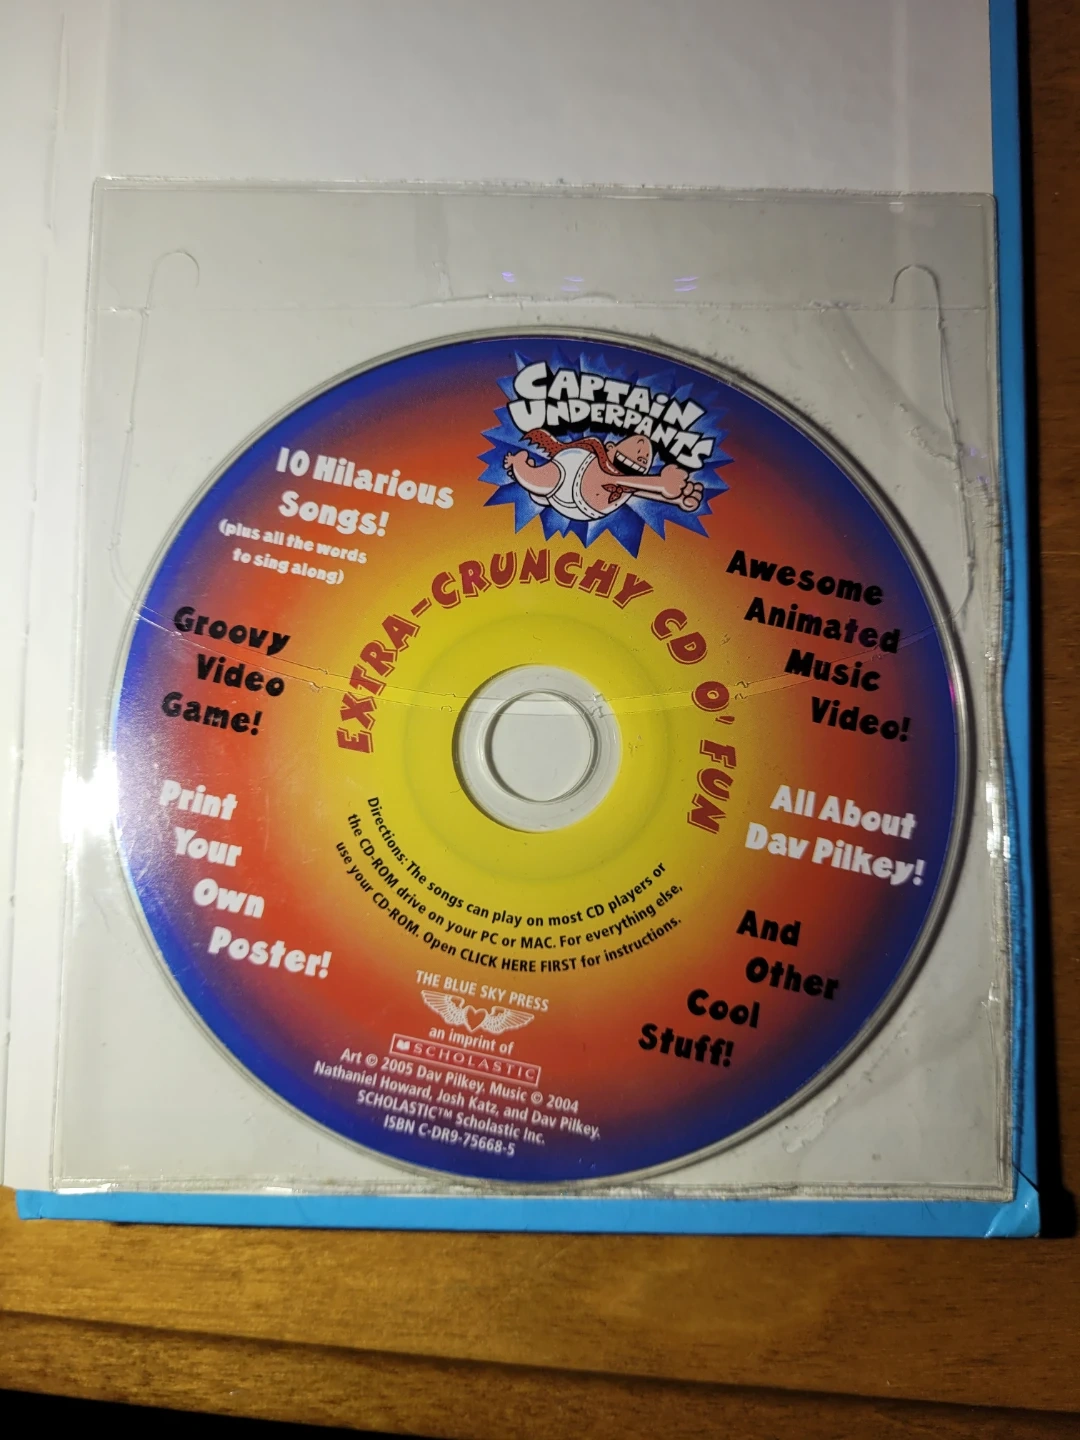 CAPTAIN
UNDERPANTS
EXTRA-CRUNCHY CD O' FUN
10 Hilarious
Songs!
(plus all the words
to sing along)
Groovy
Video
Game!
Print
Your
Own
Poster!
Awesome
Animated
Music
Video!
All About
Dav Pilkey!
And
Other
Cool
Stuff!
Directions: The songs can play on most CD players or
the CD-ROM drive on your PC or MAC. For everything else,
use your CD-ROM. Open CLICK HERE FIRST for instructions.
THE BLUE SKY PRESS
an imprint of
SCHOLASTIC
Art © 2005 Dav Pilkey. Music © 2004
Nathaniel Howard, Josh Katz, and Dav Pilkey.
SCHOLASTIC™ Scholastic Inc.
ISBN C-DR9-75668-5